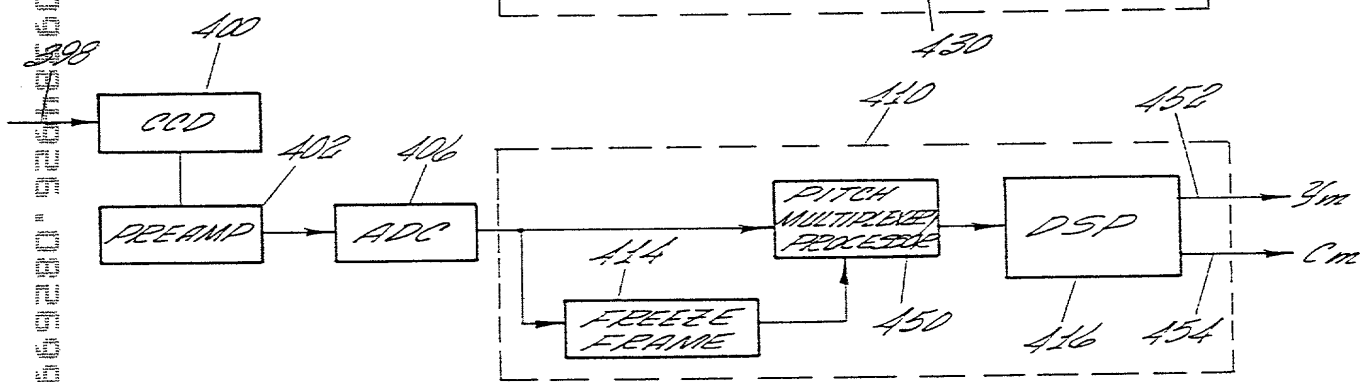 430
400
398
CCD
402
406
410
452
PREAMP
ADC
414
FREEZE
FRAME
PITCH
MULTIPLEXER/
PROCESSOR
450
DSP
416
Ym
Cm
454